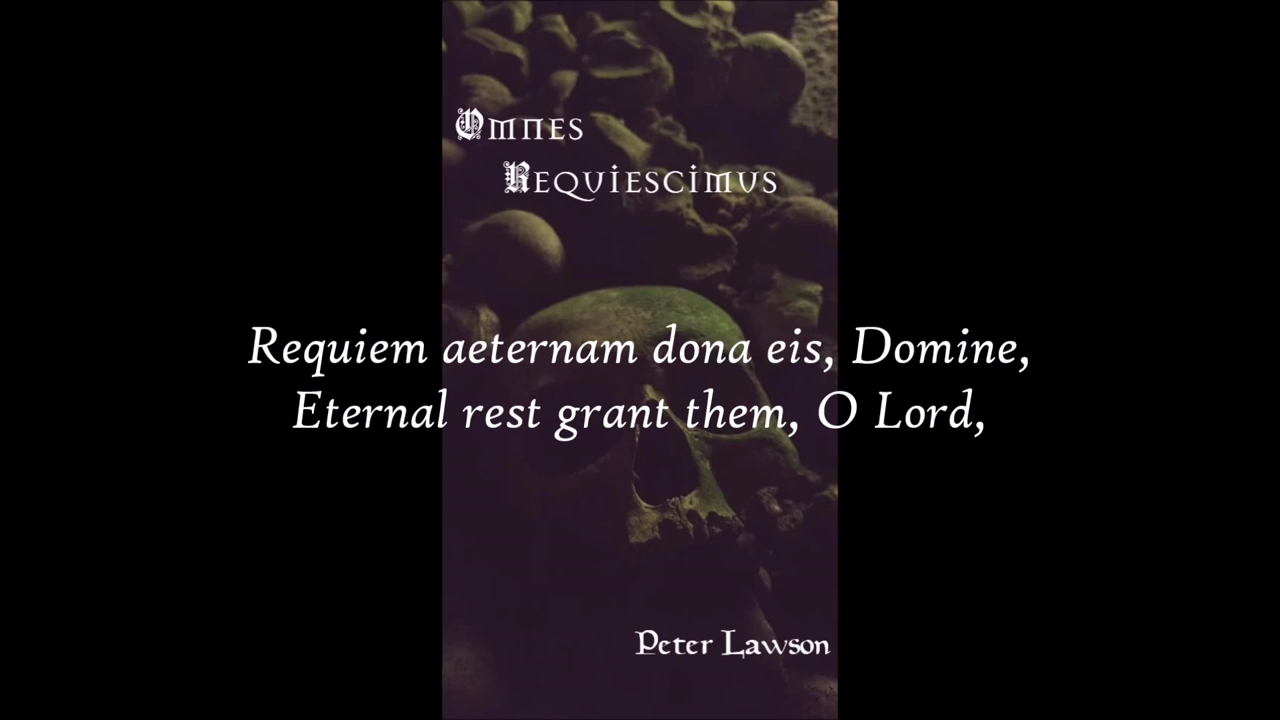 Omnes
Requiescimus
Requiem aeternam dona eis, Domine,
Eternal rest grant them, O Lord,
Peter Lawson